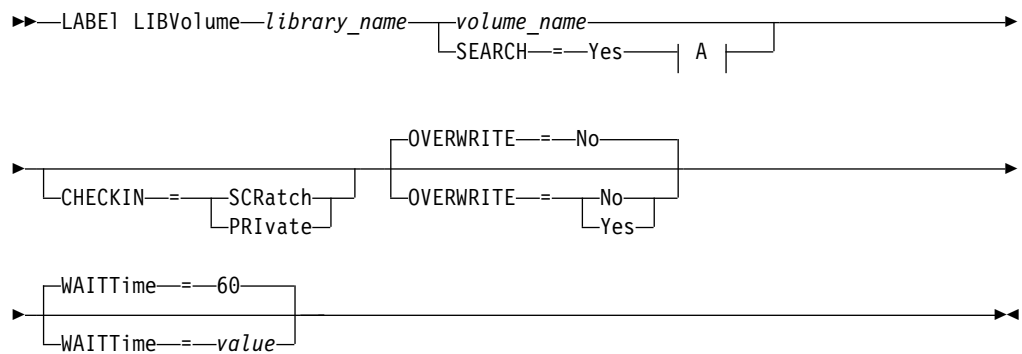 LABEl LIBVolume library_name volume_name
SEARCH = Yes A
OVERWRITE = No
CHECKIN = SCRatch OVERWRITE = No
PRIvate Yes
WAITTime = 60
WAITTime = value